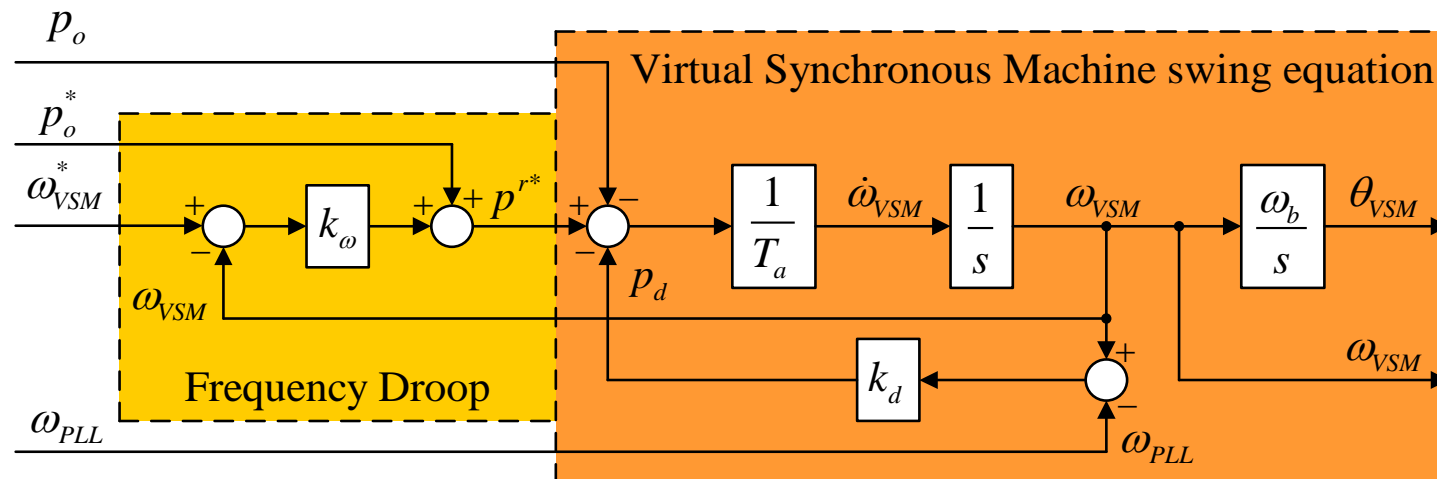 p_o
Virtual Synchronous Machine swing equation
p_o^*
ω_VSM^*
+
−
k_ω
+
+
p^{r*}
+
−
−
1/T_a
ω̇_VSM
1/s
ω_VSM
ω_b/s
θ_VSM
ω_VSM
p_d
+
−
k_d
ω_VSM
Frequency Droop
ω_PLL
ω_PLL